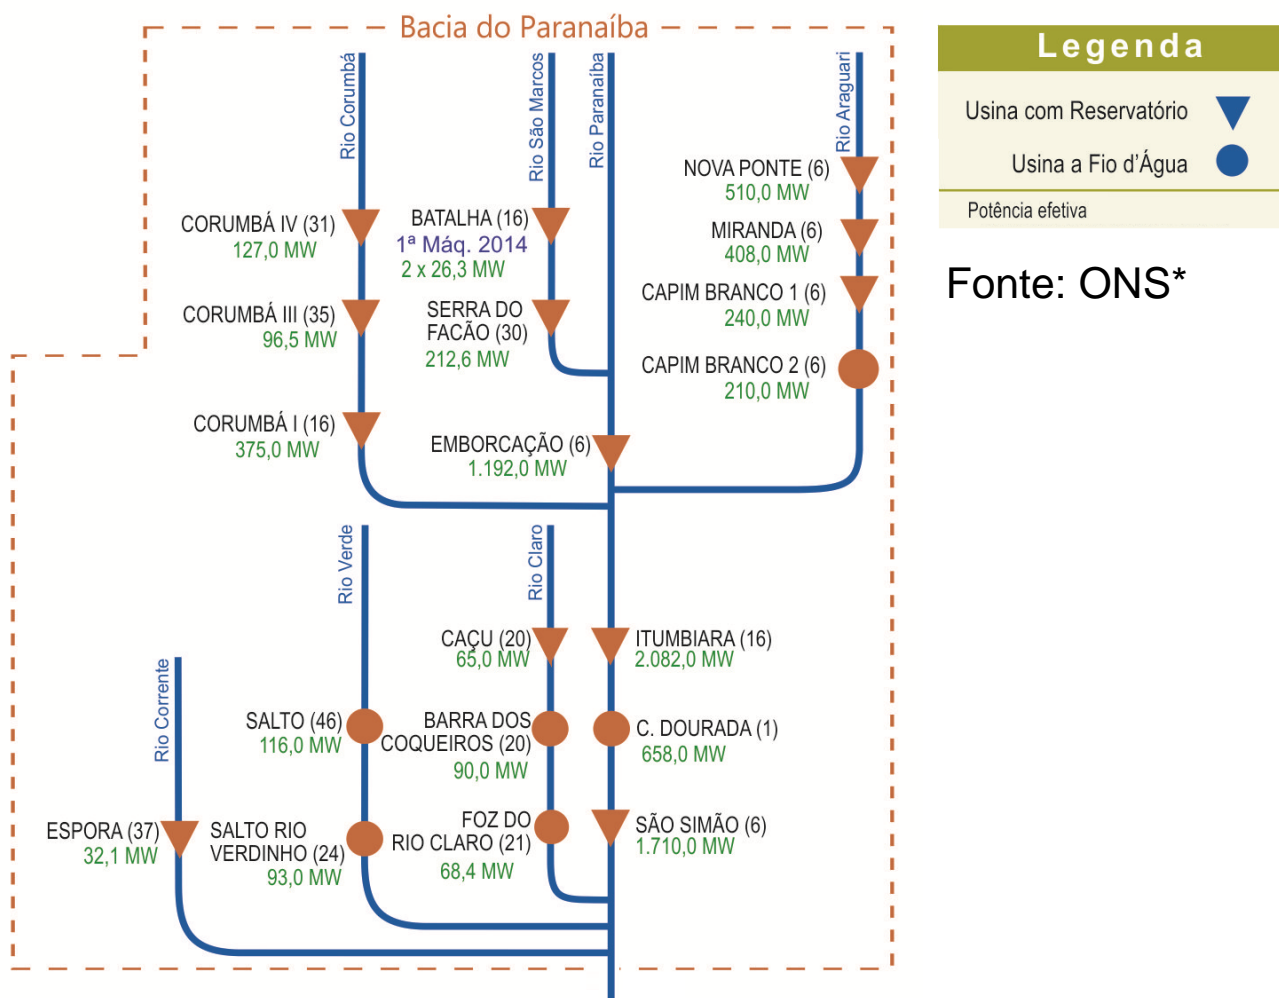 Bacia do Paranaíba
Rio Corumbá
Rio São Marcos
Rio Paranaíba
Rio Araguari
NOVA PONTE (6)
510,0 MW
CORUMBÁ IV (31)
127,0 MW
BATALHA (16)
1ª Máq. 2014
2 x 26,3 MW
MIRANDA (6)
408,0 MW
CORUMBÁ III (35)
96,5 MW
SERRA DO
FACÃO (30)
212,6 MW
CAPIM BRANCO 1 (6)
240,0 MW
CAPIM BRANCO 2 (6)
210,0 MW
CORUMBÁ I (16)
375,0 MW
EMBORCAÇÃO (6)
1.192,0 MW
Rio Verde
Rio Claro
Rio Corrente
CAÇU (20)
65,0 MW
ITUMBIARA (16)
2.082,0 MW
SALTO (46)
116,0 MW
BARRA DOS
COQUEIROS (20)
90,0 MW
C. DOURADA (1)
658,0 MW
ESPORA (37)
32,1 MW
SALTO RIO
VERDINHO (24)
93,0 MW
FOZ DO
RIO CLARO (21)
68,4 MW
SÃO SIMÃO (6)
1.710,0 MW
Legenda
Usina com Reservatório
Usina a Fio d'Água
Potência efetiva
Fonte: ONS*